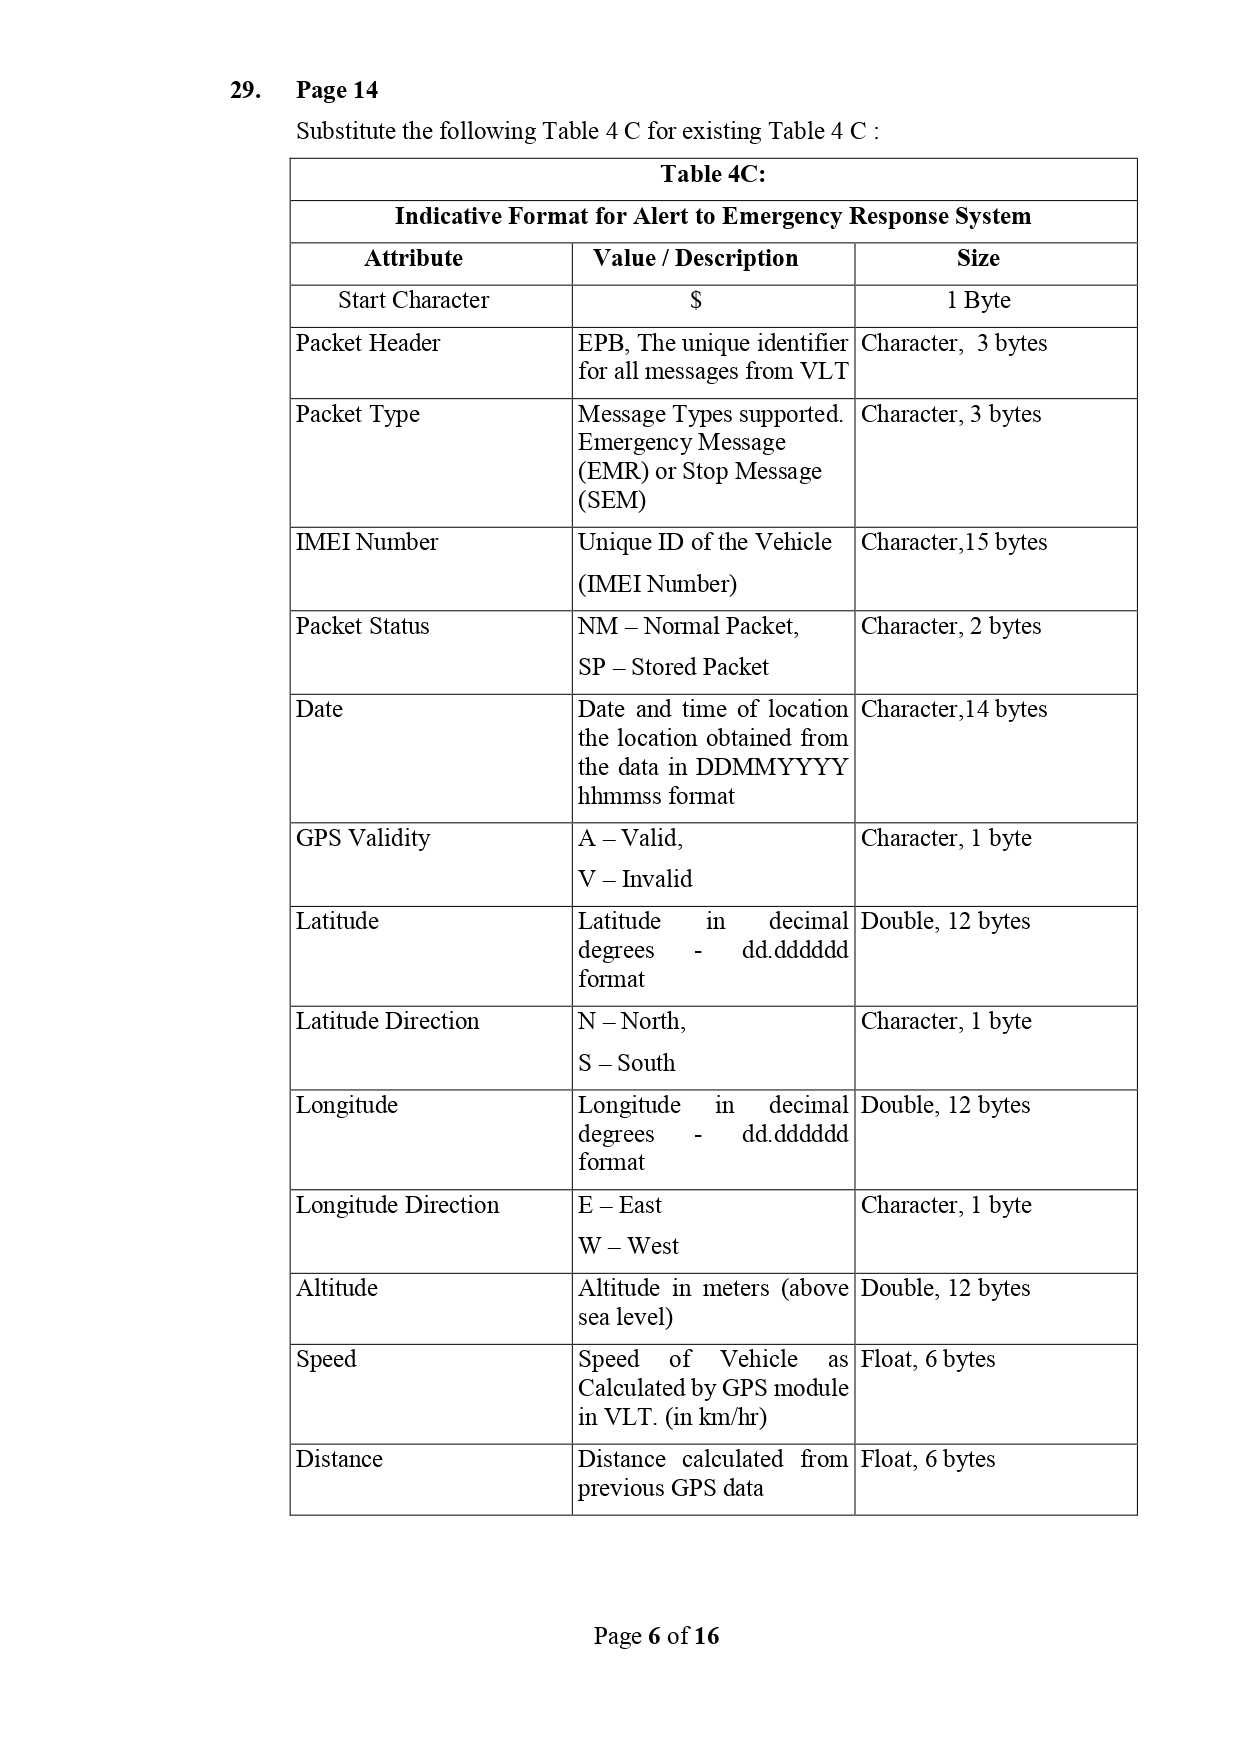 29. Page 14
Substitute the following Table 4 C for existing Table 4 C :
Table 4C:
Indicative Format for Alert to Emergency Response System
Attribute Value / Description Size
Start Character $ 1 Byte
Packet Header EPB, The unique identifier Character, 3 bytes
for all messages from VLT
Packet Type Message Types supported. Character, 3 bytes
Emergency Message
(EMR) or Stop Message
(SEM)
IMEI Number Unique ID of the Vehicle Character,15 bytes
(IMEI Number)
Packet Status NM – Normal Packet, Character, 2 bytes
SP – Stored Packet
Date Date and time of location Character,14 bytes
the location obtained from
the data in DDMMYYYY
hhmmss format
GPS Validity A – Valid, Character, 1 byte
V – Invalid
Latitude Latitude in decimal Double, 12 bytes
degrees - dd.dddddd
format
Latitude Direction N – North, Character, 1 byte
S – South
Longitude Longitude in decimal Double, 12 bytes
degrees - dd.dddddd
format
Longitude Direction E – East Character, 1 byte
W – West
Altitude Altitude in meters (above Double, 12 bytes
sea level)
Speed Speed of Vehicle as Float, 6 bytes
Calculated by GPS module
in VLT. (in km/hr)
Distance Distance calculated from Float, 6 bytes
previous GPS data
Page 6 of 16